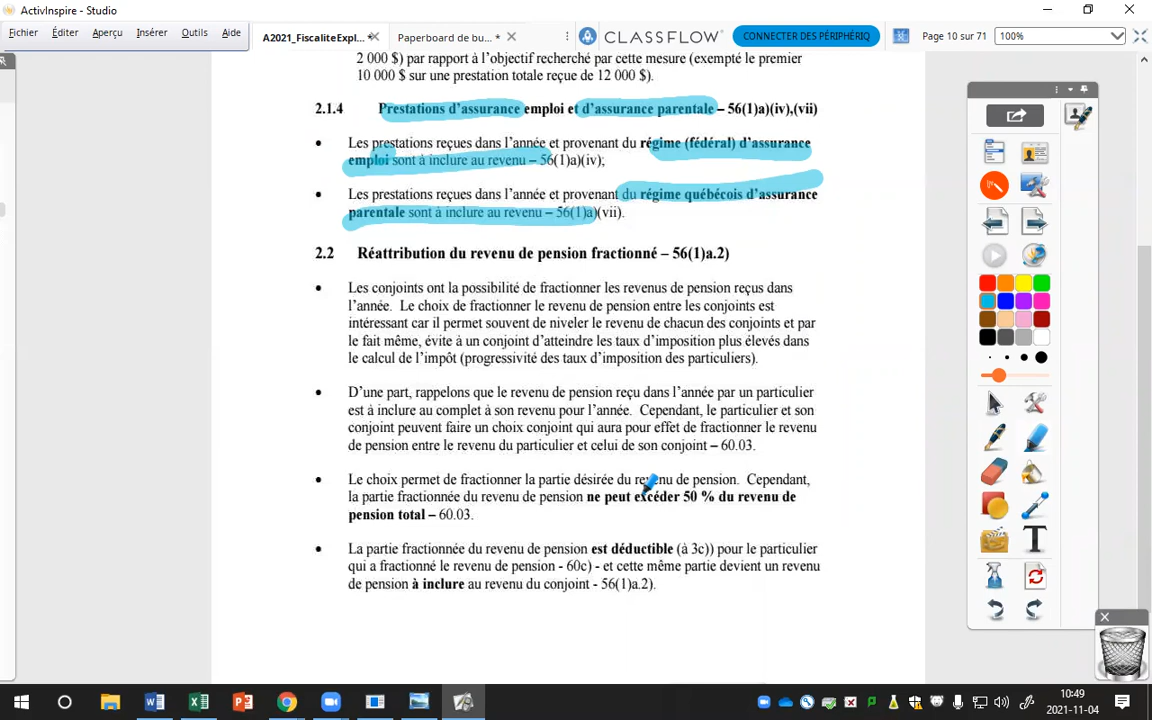 ActivInspire - Studio
Fichier Éditer Aperçu Insérer Outils Aide
A2021_FiscaliteExpl...* Paperboard de bu... *
CLASSFLOW
CONNECTER DES PÉRIPHÉRIQ
Page 10 sur 71
100%
2 000 $) par rapport à l'objectif recherché par cette mesure (exempté le premier
10 000 $ sur une prestation totale reçue de 12 000 $).
2.1.4 Prestations d'assurance emploi et d'assurance parentale – 56(1)a)(iv),(vii)
• Les prestations reçues dans l'année et provenant du régime (fédéral) d'assurance
emploi sont à inclure au revenu – 56(1)a)(iv);
• Les prestations reçues dans l'année et provenant du régime québécois d'assurance
parentale sont à inclure au revenu – 56(1)a)(vii).
2.2 Réattribution du revenu de pension fractionné – 56(1)a.2)
• Les conjoints ont la possibilité de fractionner les revenus de pension reçus dans
l'année. Le choix de fractionner le revenu de pension entre les conjoints est
intéressant car il permet souvent de niveler le revenu de chacun des conjoints et par
le fait même, évite à un conjoint d'atteindre les taux d'imposition plus élevés dans
le calcul de l'impôt (progressivité des taux d'imposition des particuliers).
• D'une part, rappelons que le revenu de pension reçu dans l'année par un particulier
est à inclure au complet à son revenu pour l'année. Cependant, le particulier et son
conjoint peuvent faire un choix conjoint qui aura pour effet de fractionner le revenu
de pension entre le revenu du particulier et celui de son conjoint – 60.03.
• Le choix permet de fractionner la partie désirée du revenu de pension. Cependant,
la partie fractionnée du revenu de pension ne peut excéder 50 % du revenu de
pension total – 60.03.
• La partie fractionnée du revenu de pension est déductible (à 3c)) pour le particulier
qui a fractionné le revenu de pension - 60c) - et cette même partie devient un revenu
de pension à inclure au revenu du conjoint - 56(1)a.2).
10:49
2021-11-04